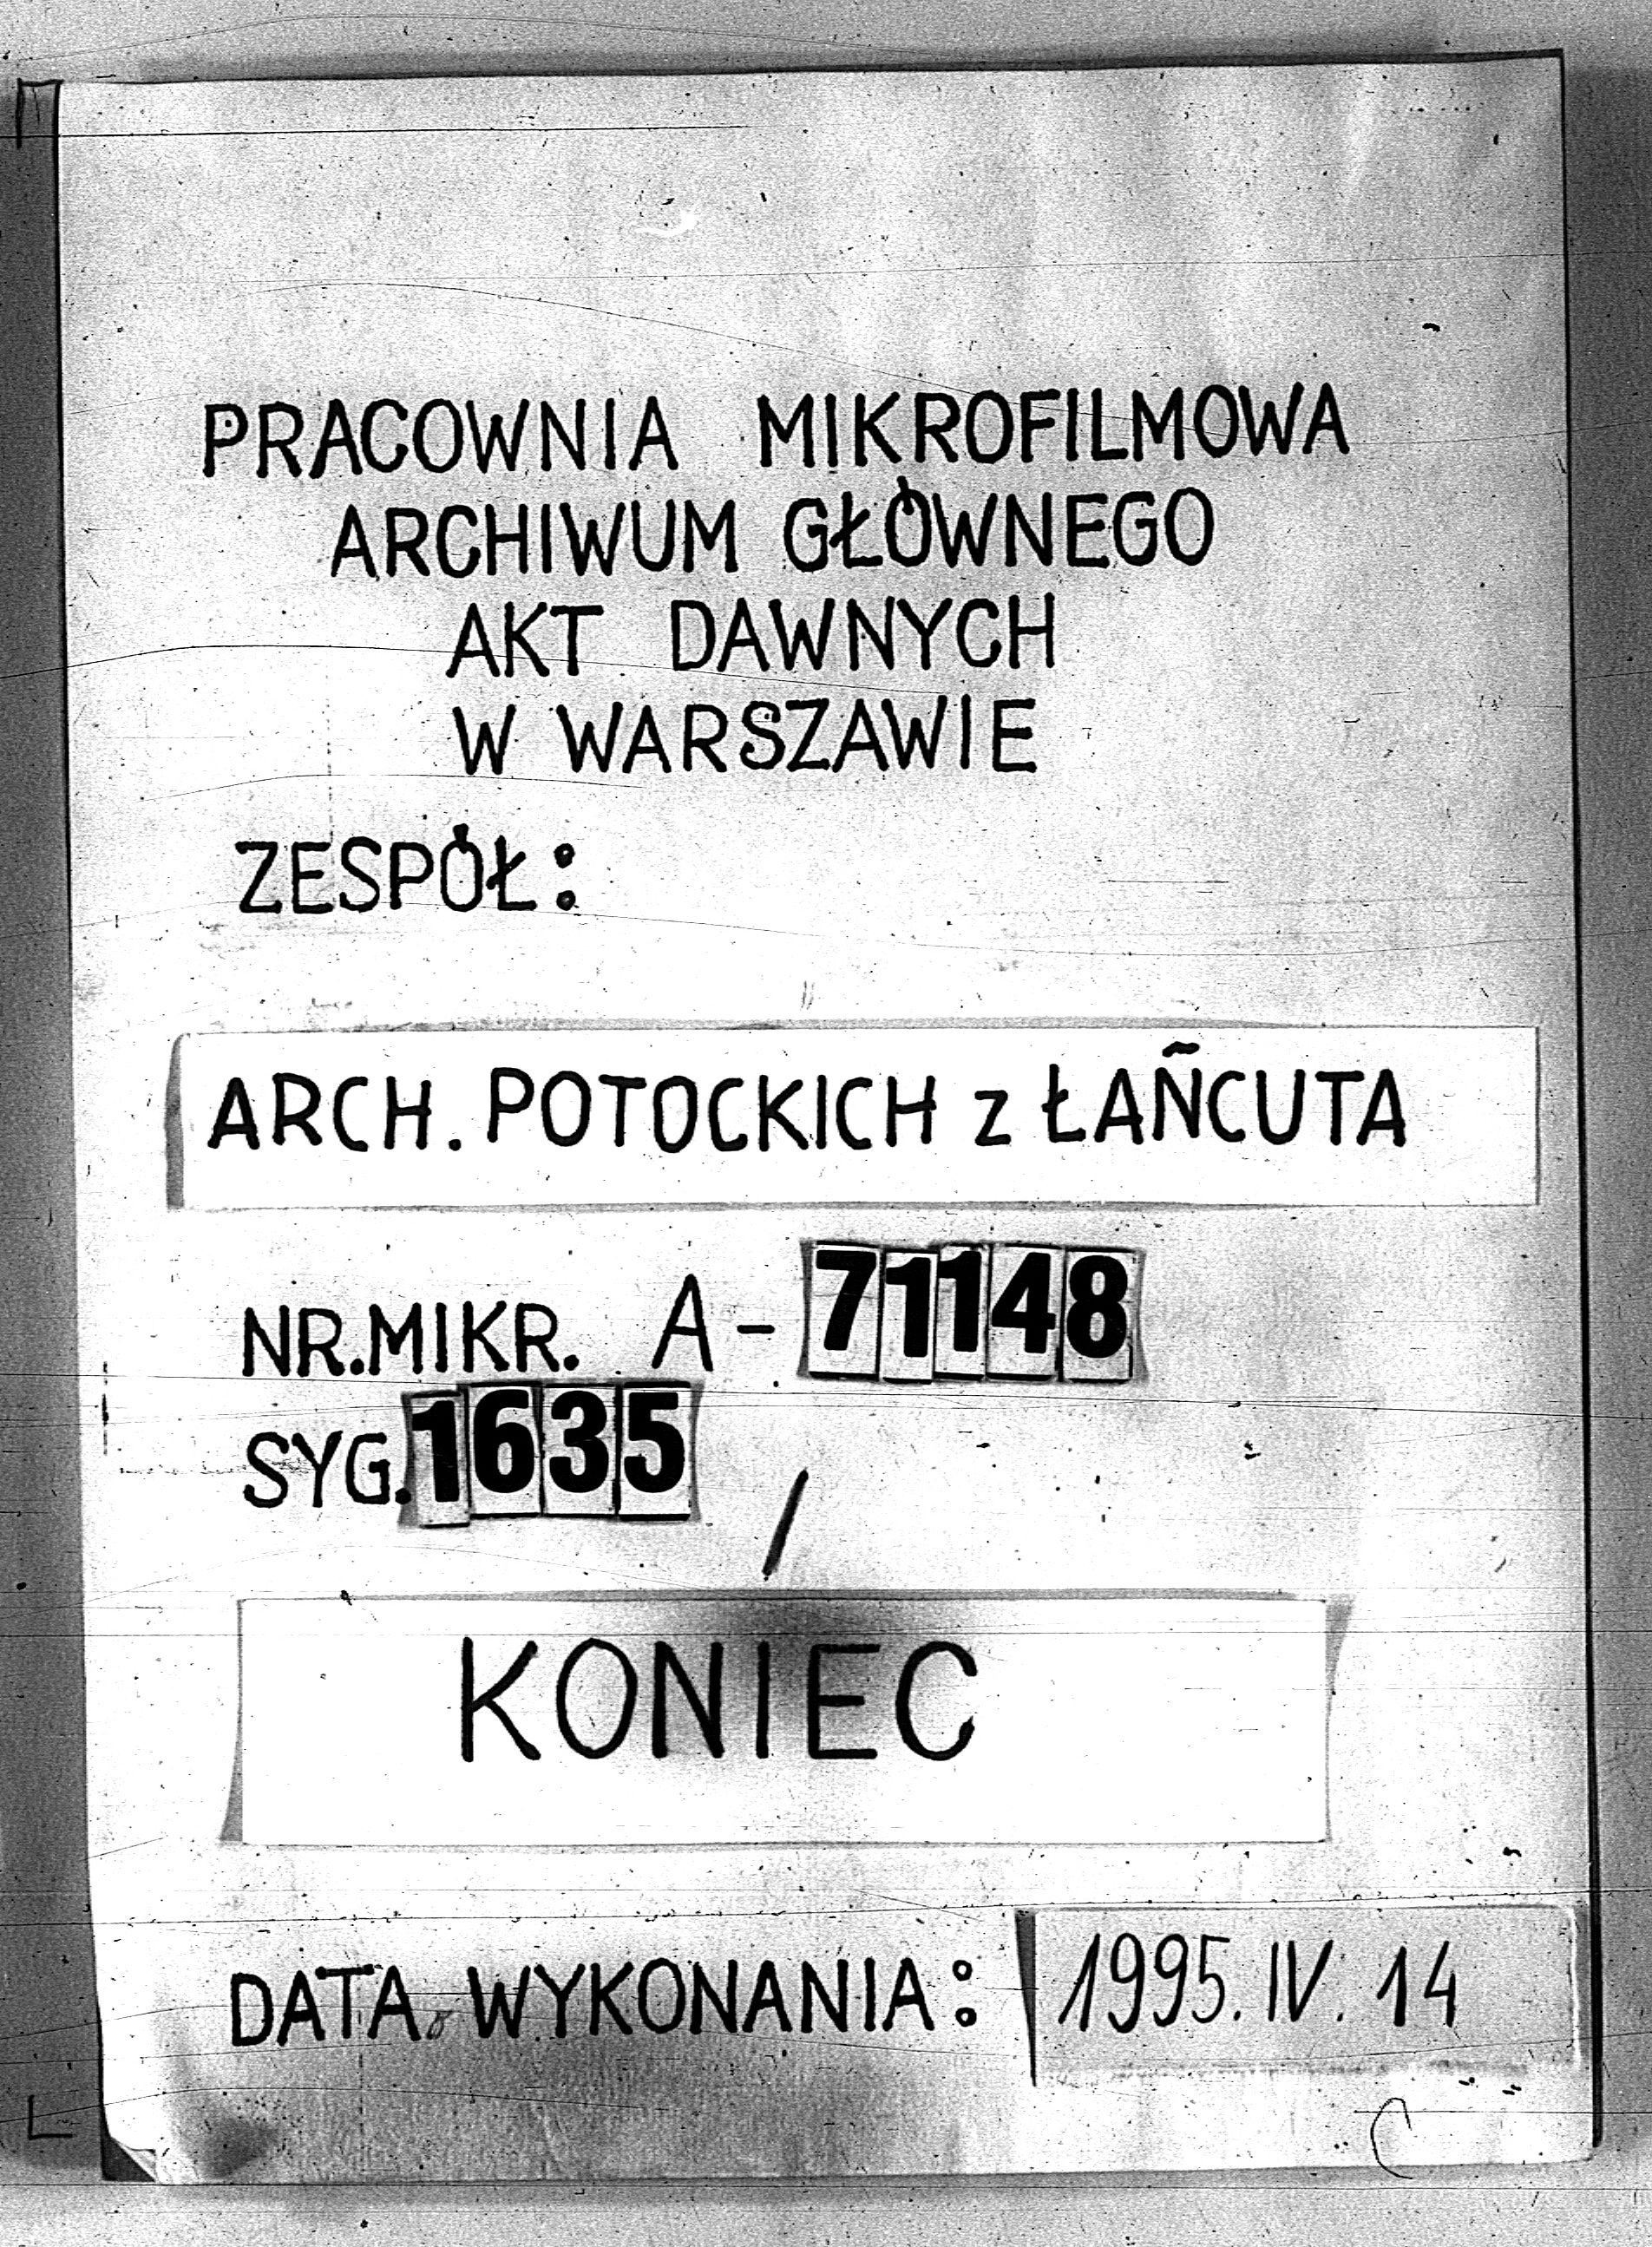 PRACOWNIA MIKROFILMOWA
ARCHIWUM GŁÓWNEGO
AKT DAWNYCH
W WARSZAWIE
ZESPÓŁ:
ARCH. POTOCKICH z ŁAŃCUTA
NR.MIKR. A-71148
SYG.1635 /
KONIEC
DATA WYKONANIA: 1995.IV.14